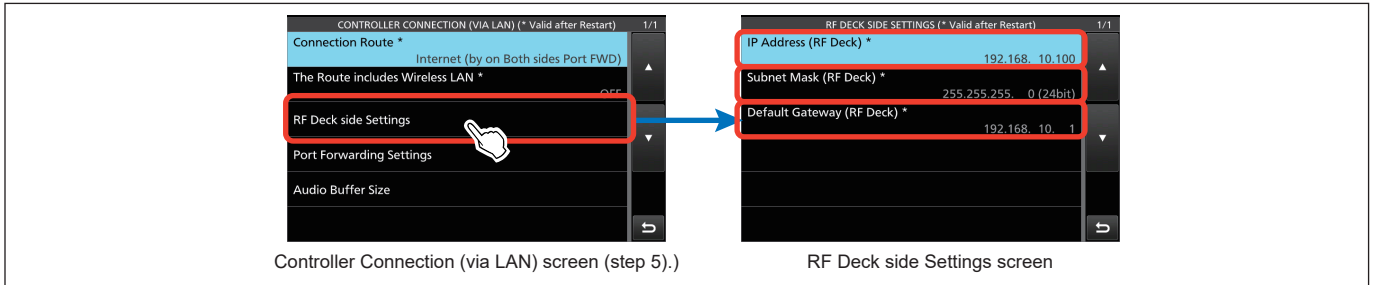 CONTROLLER CONNECTION (VIA LAN) (* Valid after Restart) 1/1
Connection Route *
Internet (by on Both sides Port FWD)
The Route includes Wireless LAN *
OFF
RF Deck side Settings
Port Forwarding Settings
Audio Buffer Size
Controller Connection (via LAN) screen (step 5).)
RF DECK SIDE SETTINGS (* Valid after Restart) 1/1
IP Address (RF Deck) *
192.168. 10.100
Subnet Mask (RF Deck) *
255.255.255. 0 (24bit)
Default Gateway (RF Deck) *
192.168. 10. 1
RF Deck side Settings screen